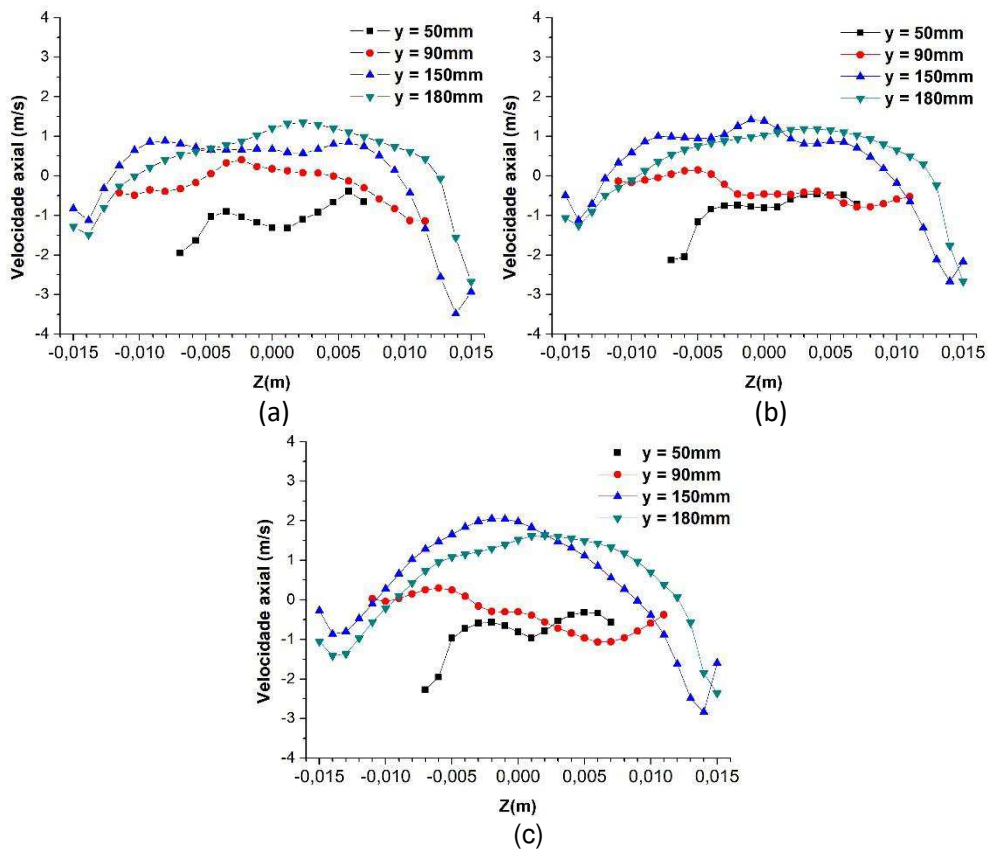 4
3
2
1
0
-1
-2
-3
-4
Velocidade axial (m/s)
y = 50mm
y = 90mm
y = 150mm
y = 180mm
-0,015 -0,010 -0,005 0,000 0,005 0,010 0,015
Z(m)
(a)
4
3
2
1
0
-1
-2
-3
-4
Velocidade axial (m/s)
y = 50mm
y = 90mm
y = 150mm
y = 180mm
-0,015 -0,010 -0,005 0,000 0,005 0,010 0,015
Z(m)
(b)
4
3
2
1
0
-1
-2
-3
-4
Velocidade axial (m/s)
y = 50mm
y = 90mm
y = 150mm
y = 180mm
-0,015 -0,010 -0,005 0,000 0,005 0,010 0,015
Z(m)
(c)